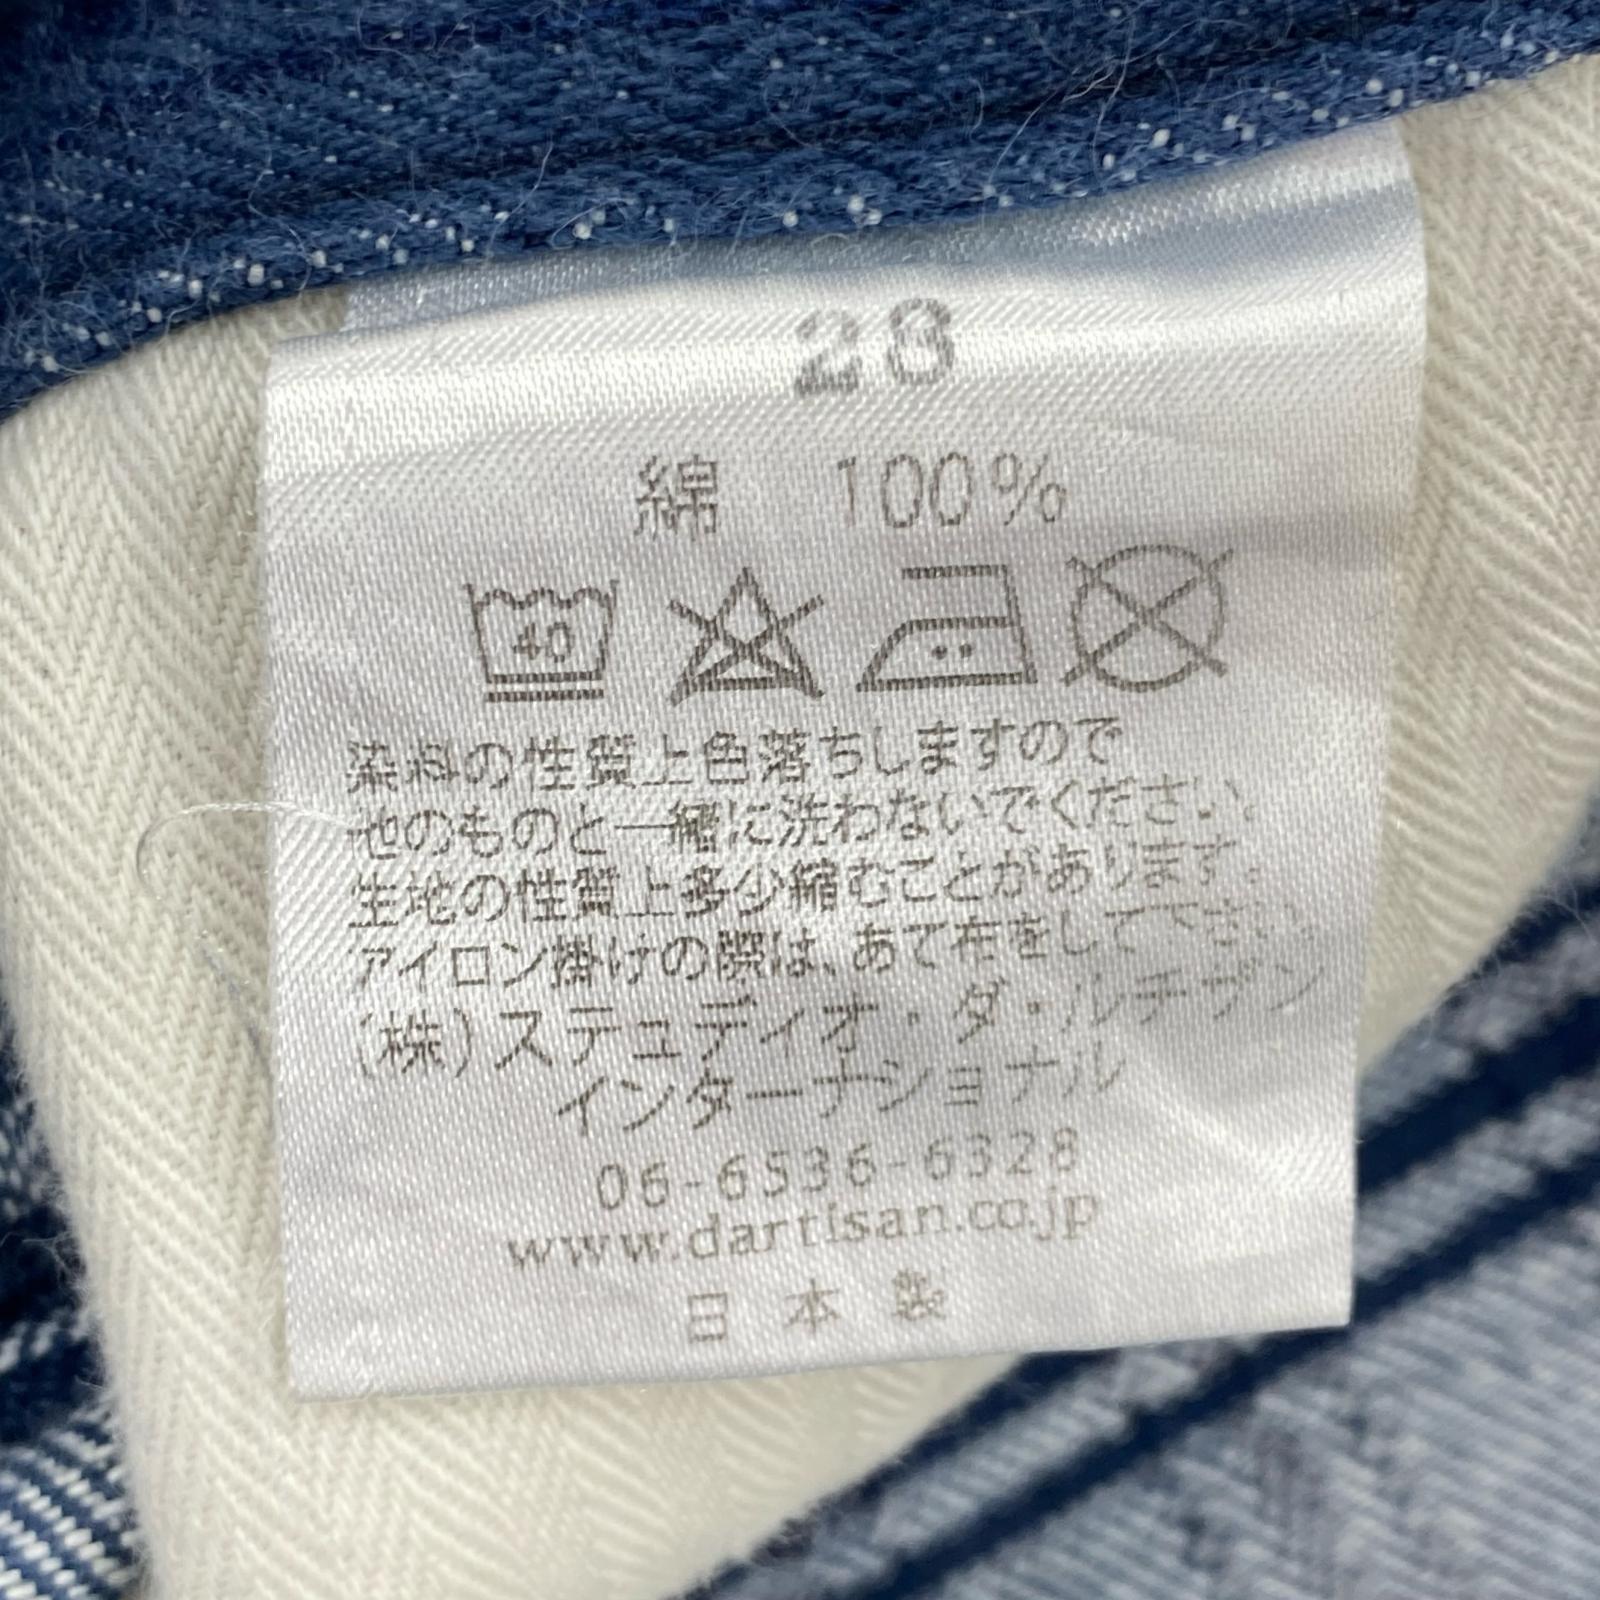 28
綿 100%
40
染料の性質上色落ちしますので
他のものと一緒に洗わないでください
生地の性質上多少縮むことがあります。
アイロン掛けの際は、あて布をして下さい。
(株)ステュディオ・ダ・ルチザン
インターナショナル
06-6536-6328
www.dartisan.co.jp
日本製